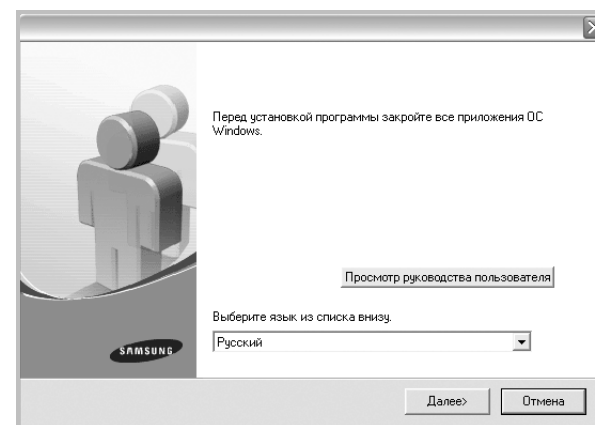 Перед установкой программы закройте все приложения ОС
Windows.
Просмотр руководства пользователя
Выберите язык из списка внизу.
Русский
SAMSUNG
Далее>
Отмена